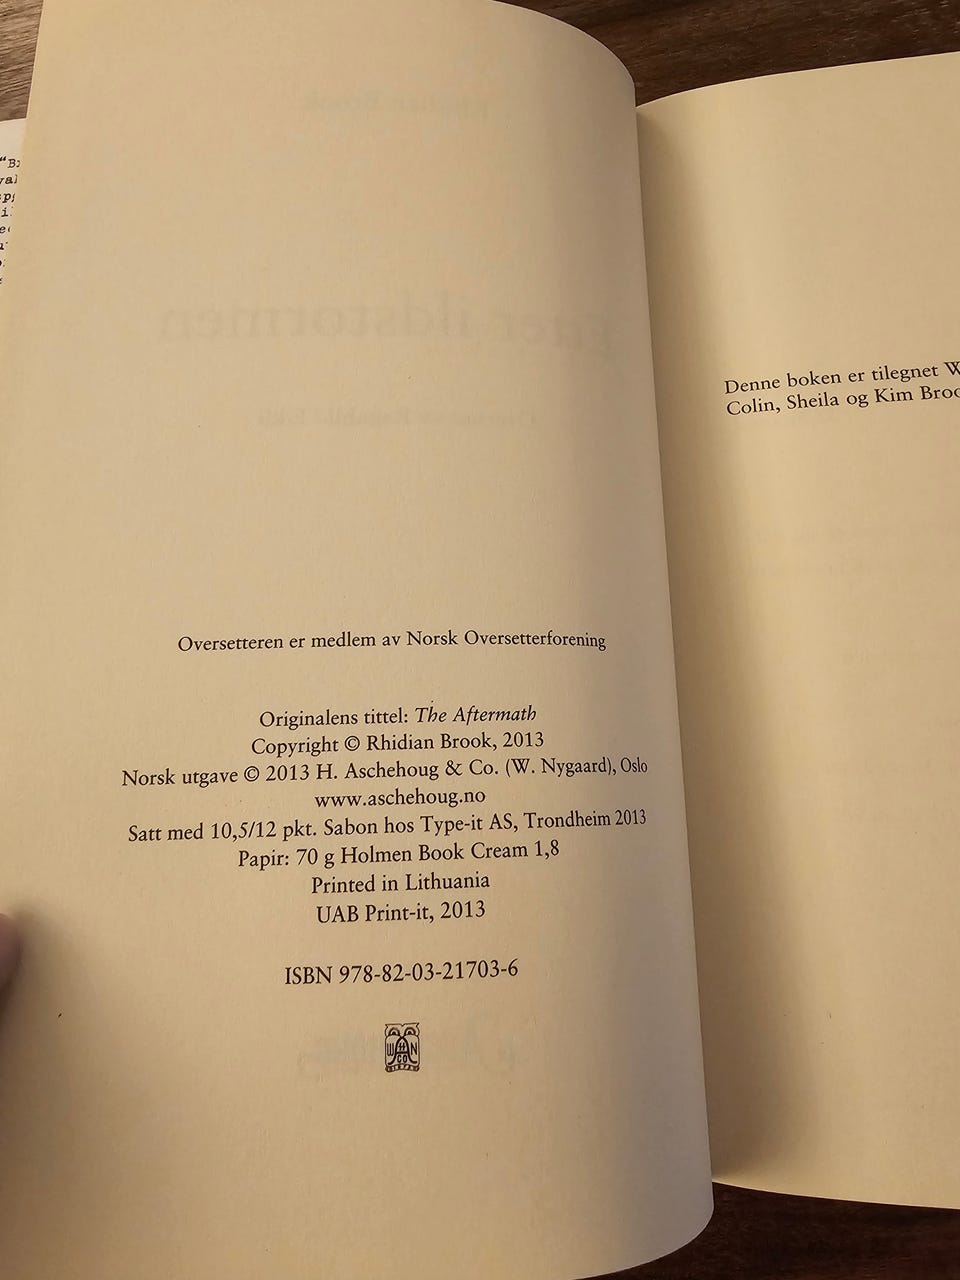 Oversetteren er medlem av Norsk Oversetterforening
Originalens tittel: The Aftermath
Copyright © Rhidian Brook, 2013
Norsk utgave © 2013 H. Aschehoug & Co. (W. Nygaard), Oslo
www.aschehoug.no
Satt med 10,5/12 pkt. Sabon hos Type-it AS, Trondheim 2013
Papir: 70 g Holmen Book Cream 1,8
Printed in Lithuania
UAB Print-it, 2013
ISBN 978-82-03-21703-6
Denne boken er tilegnet
Colin, Sheila og Kim